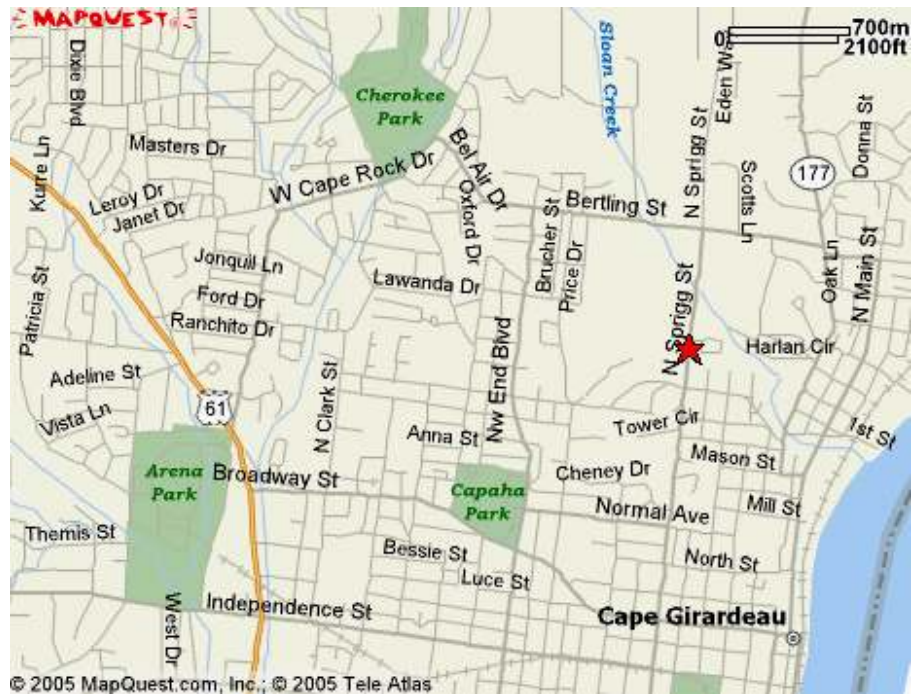 MAPQUEST
0 700m
2100ft
Dixie Blvd
Cherokee
Park
Sloan Creek
Eden W
Donna St
Masters Dr
Bel Air Dr
N Sprigg St
Scotts Ln
177
Kurre Ln
W Cape Rock Dr
Leroy Dr
Janet Dr
Oxford Dr
Bertling St
Brucher St
Price Dr
Oak Ln
N Main St
Jonquil Ln
Lawanda Dr
Patricia St
Ford Dr
Ranchito Dr
N Sprigg St
Nw End Blvd
Harlan Cir
Adeline St
61
N Clark St
Vista Ln
Tower Cir
1st St
Anna St
Mason St
Arena
Park
Broadway St
Capaha
Park
Cheney Dr
Normal Ave
Mill St
Themis St
Bessie St
North St
Luce St
West Dr
Independence St
Cape Girardeau
© 2005 MapQuest.com, Inc.; © 2005 Tele Atlas